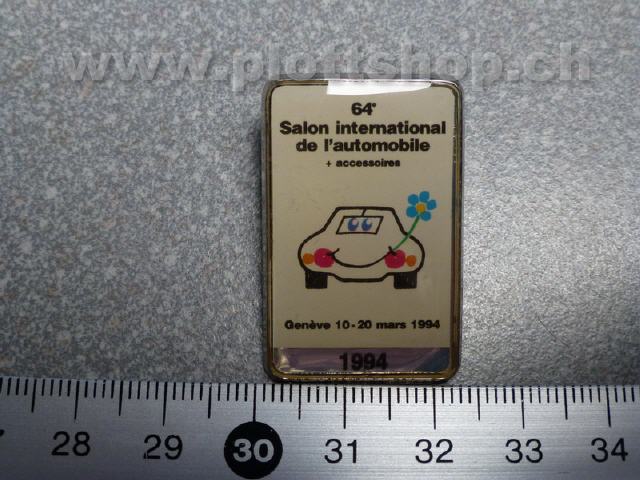 www.ploftshop.ch
64e
Salon international
de l'automobile
+ accessoires
Genève 10-20 mars 1994
1994
28 29 30 31 32 33 34